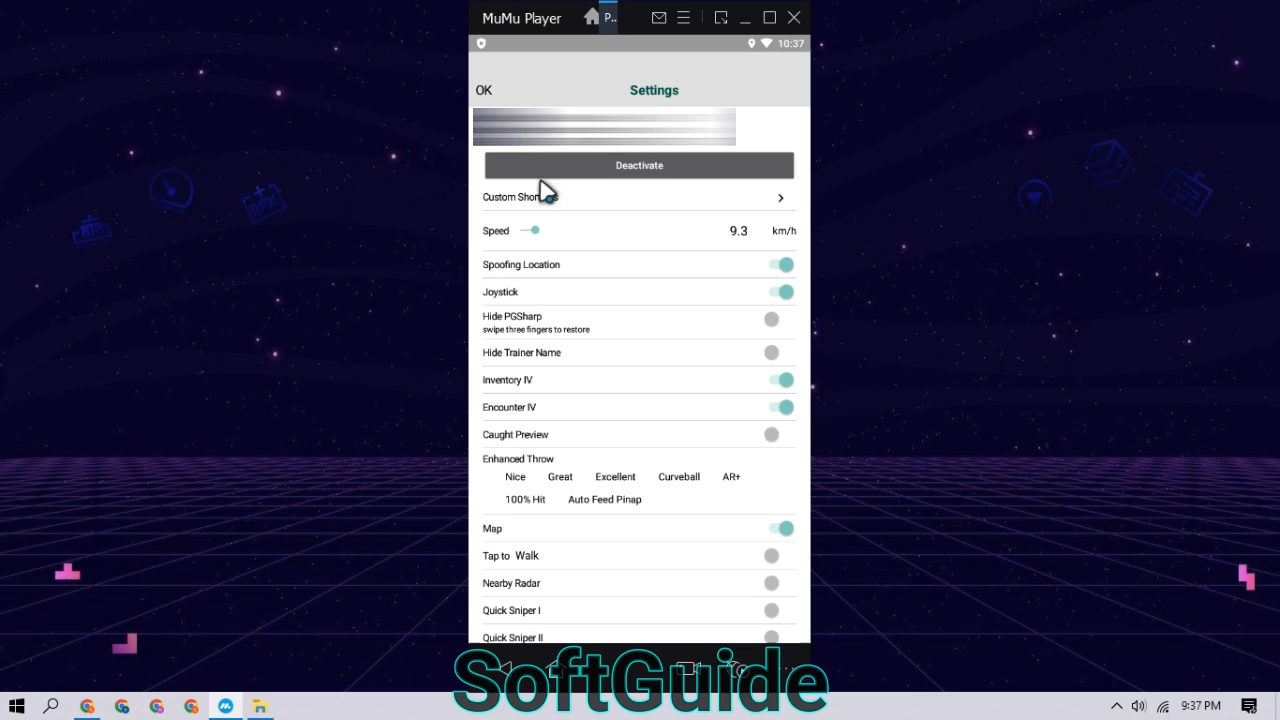 MuMu Player
P..
10:37
OK
Settings
Deactivate
Speed 9.3 km/h
Spoofing Location
Joystick
Hide PGSharp
swipe three fingers to restore
Hide Trainer Name
Inventory IV
Encounter IV
Caught Preview
Enhanced Throw
Nice Great Excellent Curveball AR+
100% Hit Auto Feed Pinap
Map
Tap to Walk
Nearby Radar
Quick Sniper I
Quick Sniper II
SoftGuide
9:37 PM